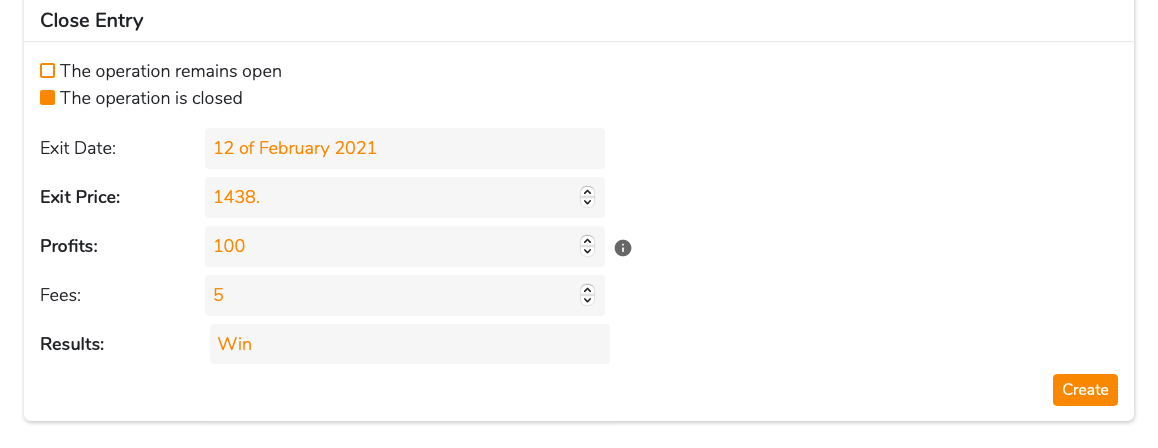 Close Entry
The operation remains open
The operation is closed
Exit Date: 12 of February 2021
Exit Price: 1438.
Profits: 100
Fees: 5
Results: Win
Create